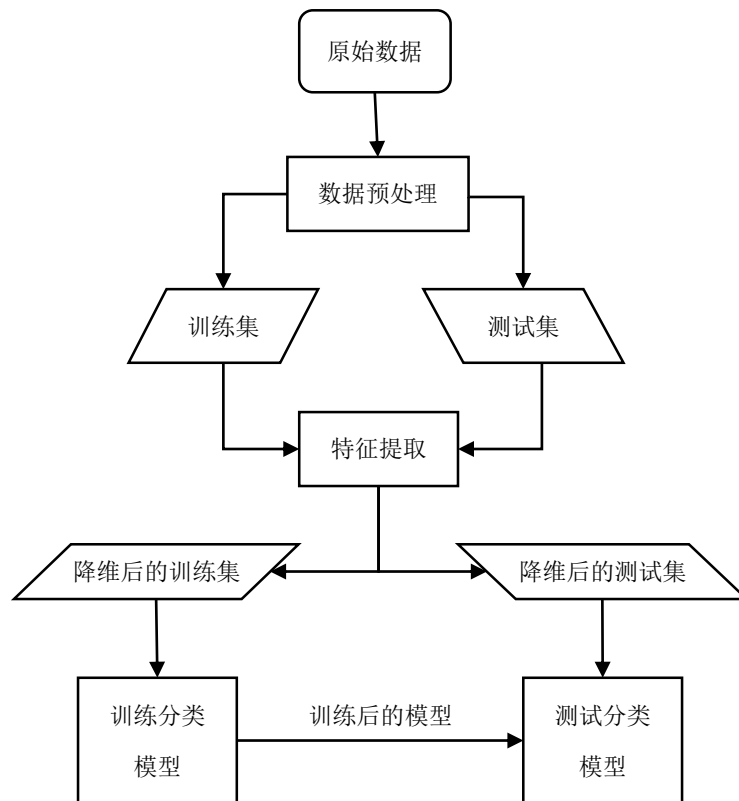 原始数据
数据预处理
训练集
测试集
特征提取
降维后的训练集
降维后的测试集
训练分类
模型
训练后的模型
测试分类
模型